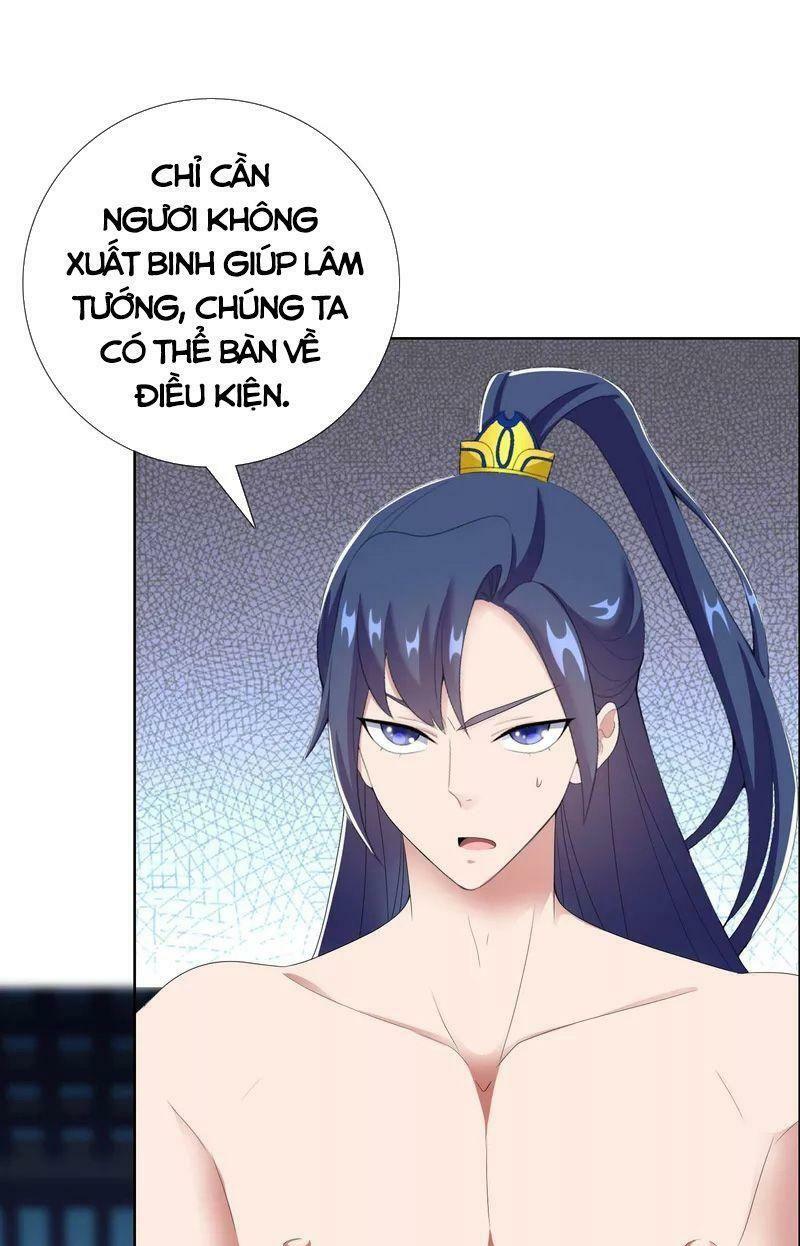 CHỈ CẦN
NGƯƠI KHÔNG
XUẤT BINH GIÚP LÂM
TƯỚNG, CHÚNG TA
CÓ THỂ BÀN VỀ
ĐIỀU KIỆN.